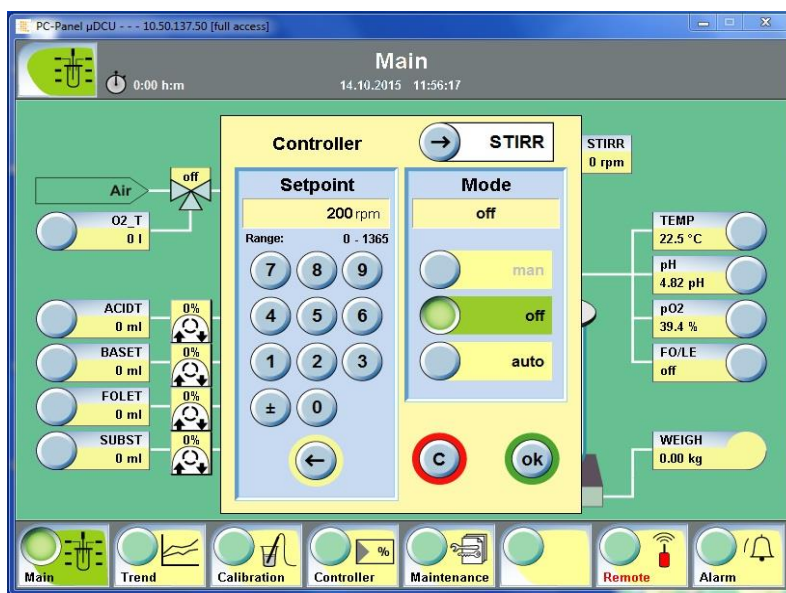 PC-Panel µDCU - - - 10.50.137.50 [full access]
Main
0:00 h:m
14.10.2015 11:56:17
Controller
→ STIRR
STIRR
0 rpm
Setpoint
200 rpm
Range: 0 - 1365
7 8 9
4 5 6
1 2 3
± 0
←
Mode
off
man
off
auto
C
ok
Air
off
O2_T
0 l
ACIDT
0 ml
0%
BASET
0 ml
0%
FOLET
0 ml
0%
SUBST
0 ml
0%
TEMP
22.5 °C
pH
4.82 pH
pO2
39.4 %
FO/LE
off
WEIGH
0.00 kg
Main
Trend
Calibration
%
Controller
Maintenance
Remote
Alarm